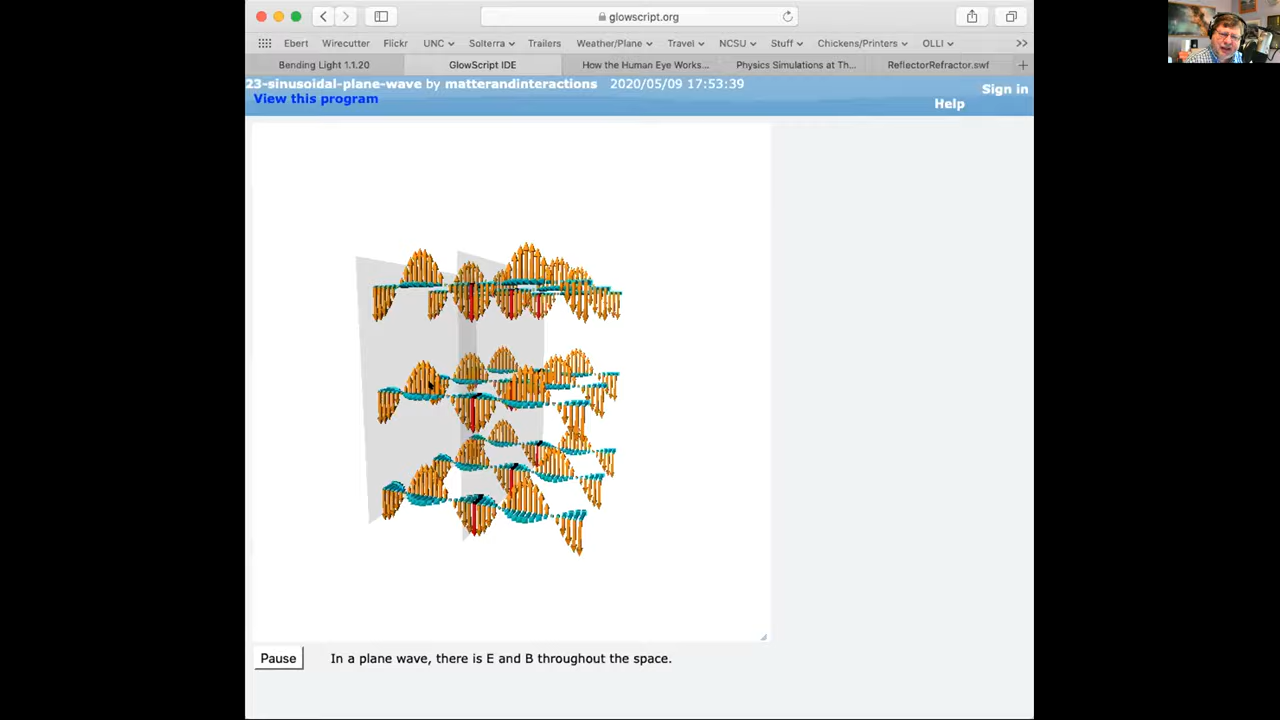 glowscript.org
Ebert Wirecutter Flickr UNC Solterra Trailers Weather/Plane Travel NCSU Stuff Chickens/Printers OLLI
Bending Light 1.1.20 GlowScript IDE How the Human Eye Works... Physics Simulations at Th... ReflectorRefractor.swf
23-sinusoidal-plane-wave by matterandinteractions 2020/05/09 17:53:39 Sign in
View this program Help
Pause In a plane wave, there is E and B throughout the space.